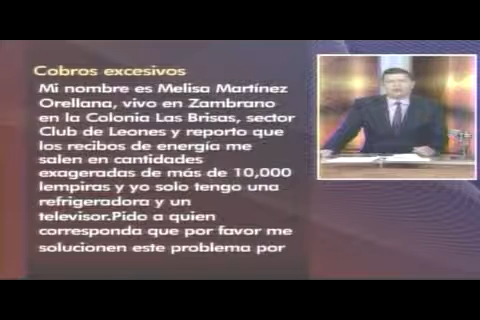 Cobros excesivos
Mi nombre es Melisa Martínez
Orellana, vivo en Zambrano
en la Colonia Las Brisas, sector
Club de Leones y reporto que
los recibos de energía me
salen en cantidades
exageradas de más de 10,000
lempiras y yo solo tengo una
refrigeradora y un
televisor.Pido a quien
corresponda que por favor me
solucionen este problema por